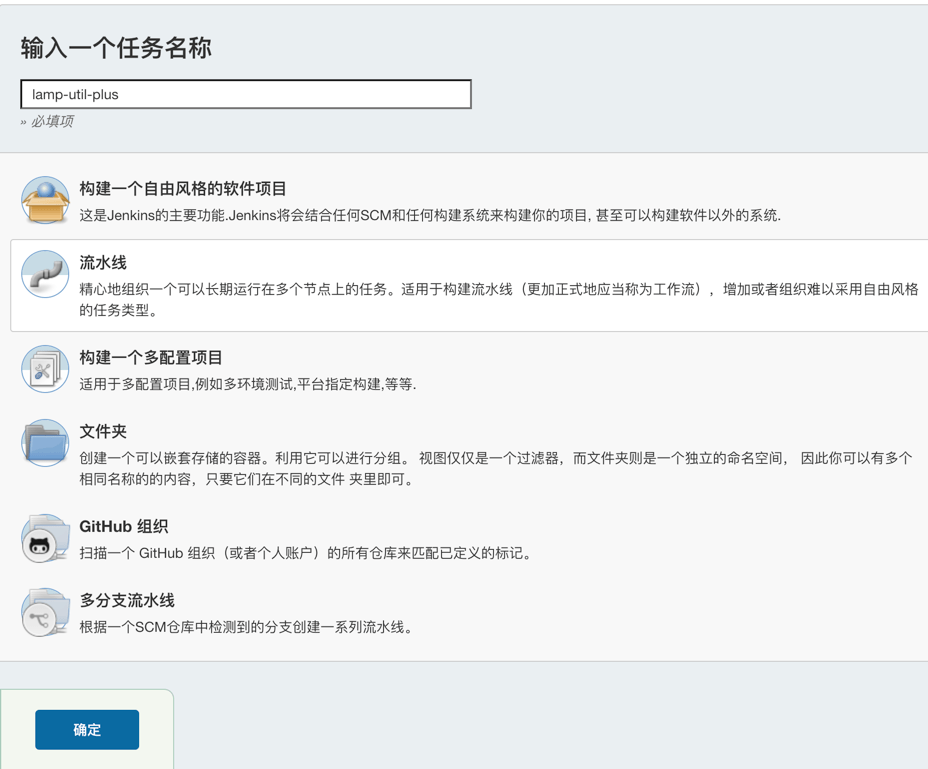 输入一个任务名称
lamp-util-plus
» 必填项
构建一个自由风格的软件项目
这是Jenkins的主要功能.Jenkins将会结合任何SCM和任何构建系统来构建你的项目, 甚至可以构建软件以外的系统.
流水线
精心地组织一个可以长期运行在多个节点上的任务。适用于构建流水线（更加正式地应当称为工作流），增加或者组织难以采用自由风格
的任务类型。
构建一个多配置项目
适用于多配置项目,例如多环境测试,平台指定构建,等等.
文件夹
创建一个可以嵌套存储的容器。利用它可以进行分组。 视图仅仅是一个过滤器，而文件夹则是一个独立的命名空间， 因此你可以有多个
相同名称的的内容，只要它们在不同的文件 夹里即可。
GitHub 组织
扫描一个 GitHub 组织（或者个人账户）的所有仓库来匹配已定义的标记。
多分支流水线
根据一个SCM仓库中检测到的分支创建一系列流水线。
确定